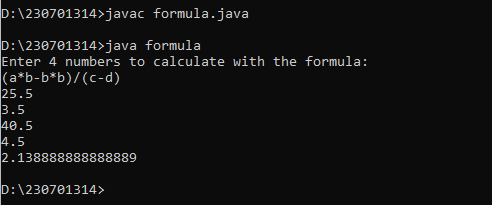 D:\230701314>javac formula.java
D:\230701314>java formula
Enter 4 numbers to calculate with the formula:
(a*b-b*b)/(c-d)
25.5
3.5
40.5
4.5
2.138888888888889
D:\230701314>